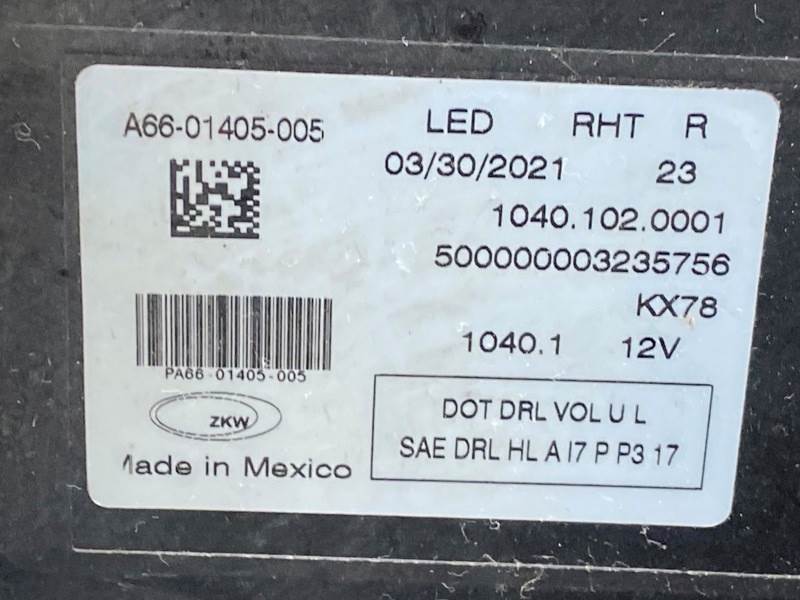 A66-01405-005
LED RHT R
03/30/2021 23
1040.102.0001
500000003235756
KX78
1040.1 12V
PA66-01405-005
ZKW
Made in Mexico
DOT DRL VOL U L
SAE DRL HL A I7 P P3 17